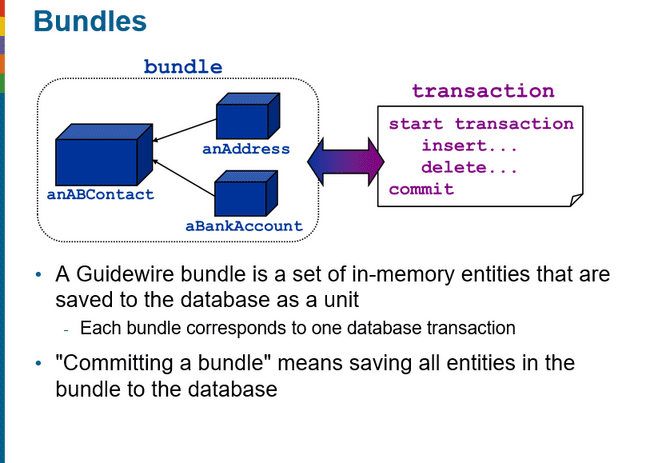 Bundles
bundle
anABContact
anAddress
aBankAccount
transaction
start transaction
insert...
delete...
commit
• A Guidewire bundle is a set of in-memory entities that are
saved to the database as a unit
- Each bundle corresponds to one database transaction
• "Committing a bundle" means saving all entities in the
bundle to the database